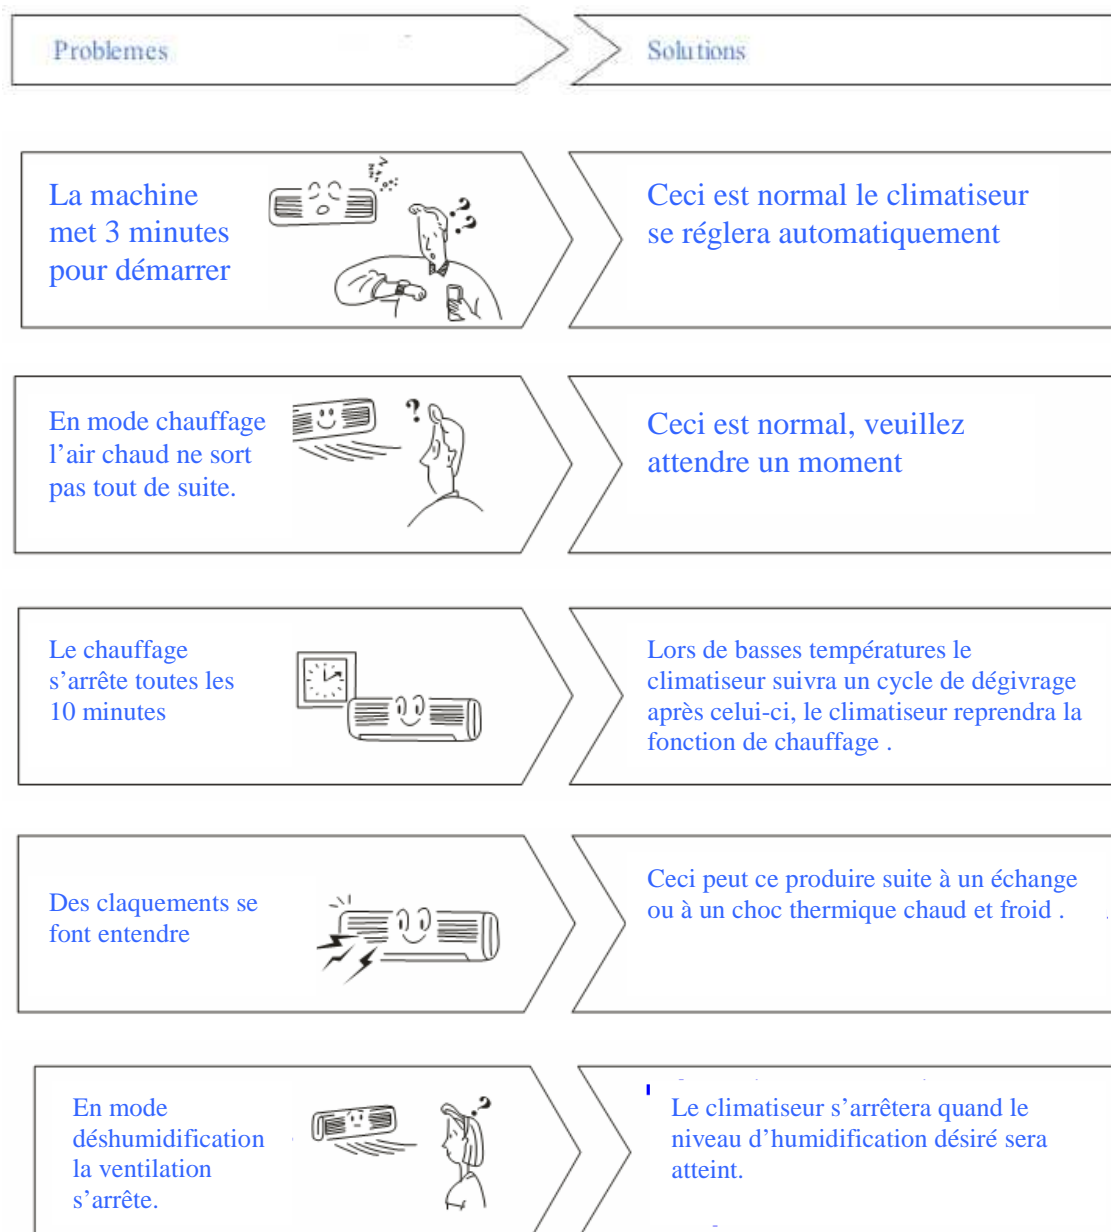 Problemes
Solutions
La machine
met 3 minutes
pour démarrer
Ceci est normal le climatiseur
se réglera automatiquement
En mode chauffage
l’air chaud ne sort
pas tout de suite.
Ceci est normal, veuillez
attendre un moment
Le chauffage
s’arrête toutes les
10 minutes
Lors de basses températures le
climatiseur suivra un cycle de dégivrage
après celui-ci, le climatiseur reprendra la
fonction de chauffage .
Des claquements se
font entendre
Ceci peut ce produire suite à un échange
ou à un choc thermique chaud et froid .
En mode
déshumidification
la ventilation
s’arrête.
Le climatiseur s’arrêtera quand le
niveau d’humidification désiré sera
atteint.